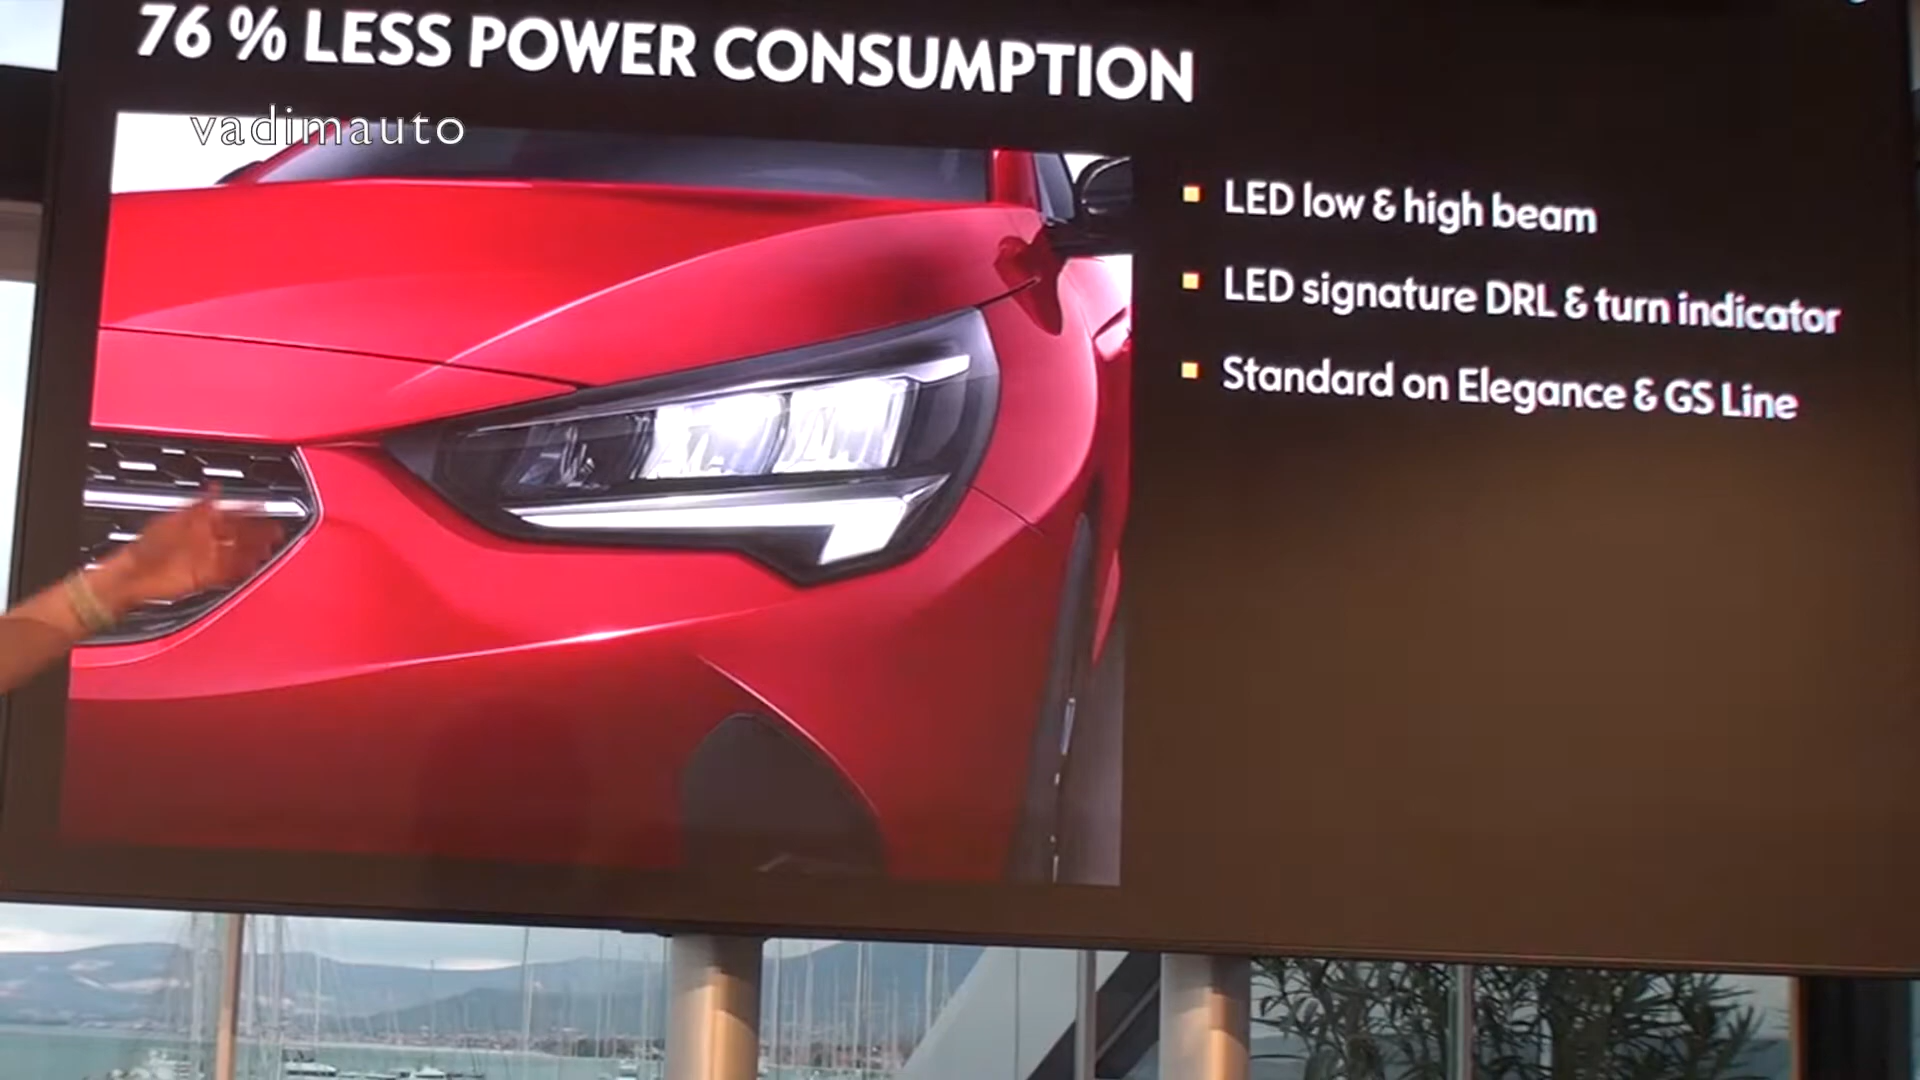 76 % LESS POWER CONSUMPTION
vadimauto
LED low & high beam
LED signature DRL & turn indicator
Standard on Elegance & GS Line